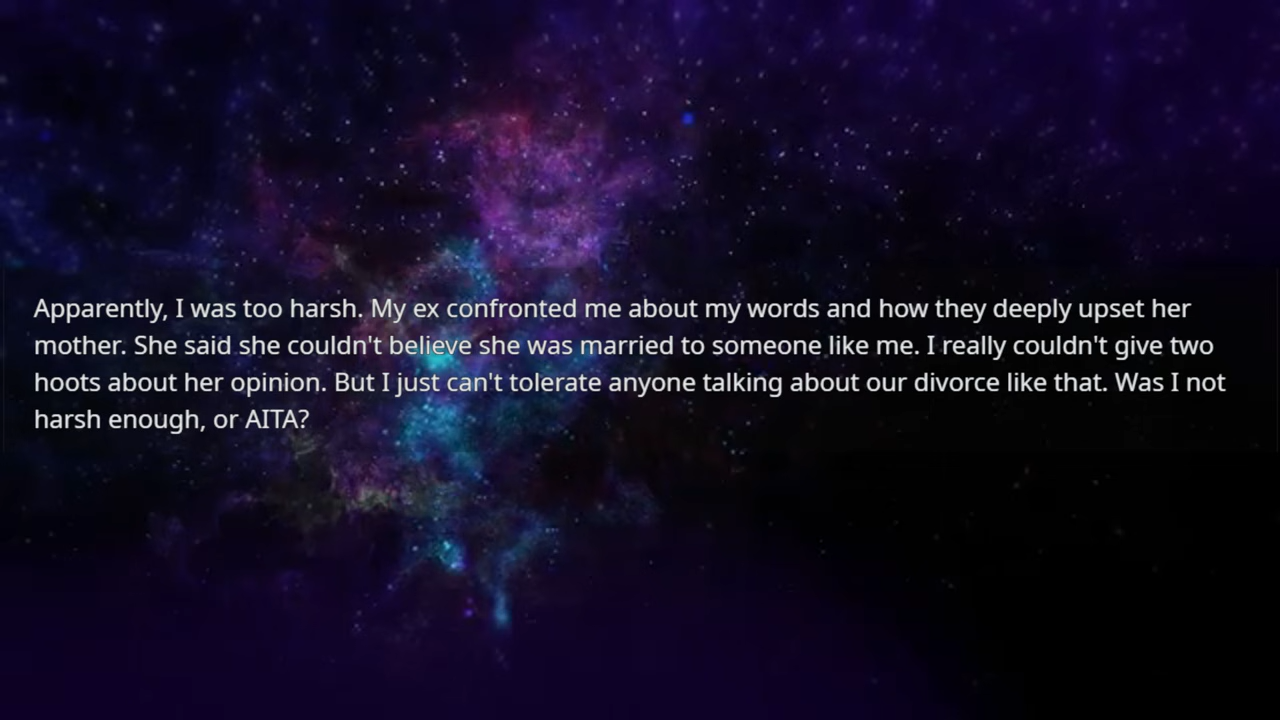 Apparently, I was too harsh. My ex confronted me about my words and how they deeply upset her
mother. She said she couldn't believe she was married to someone like me. I really couldn't give two
hoots about her opinion. But I just can't tolerate anyone talking about our divorce like that. Was I not
harsh enough, or AITA?